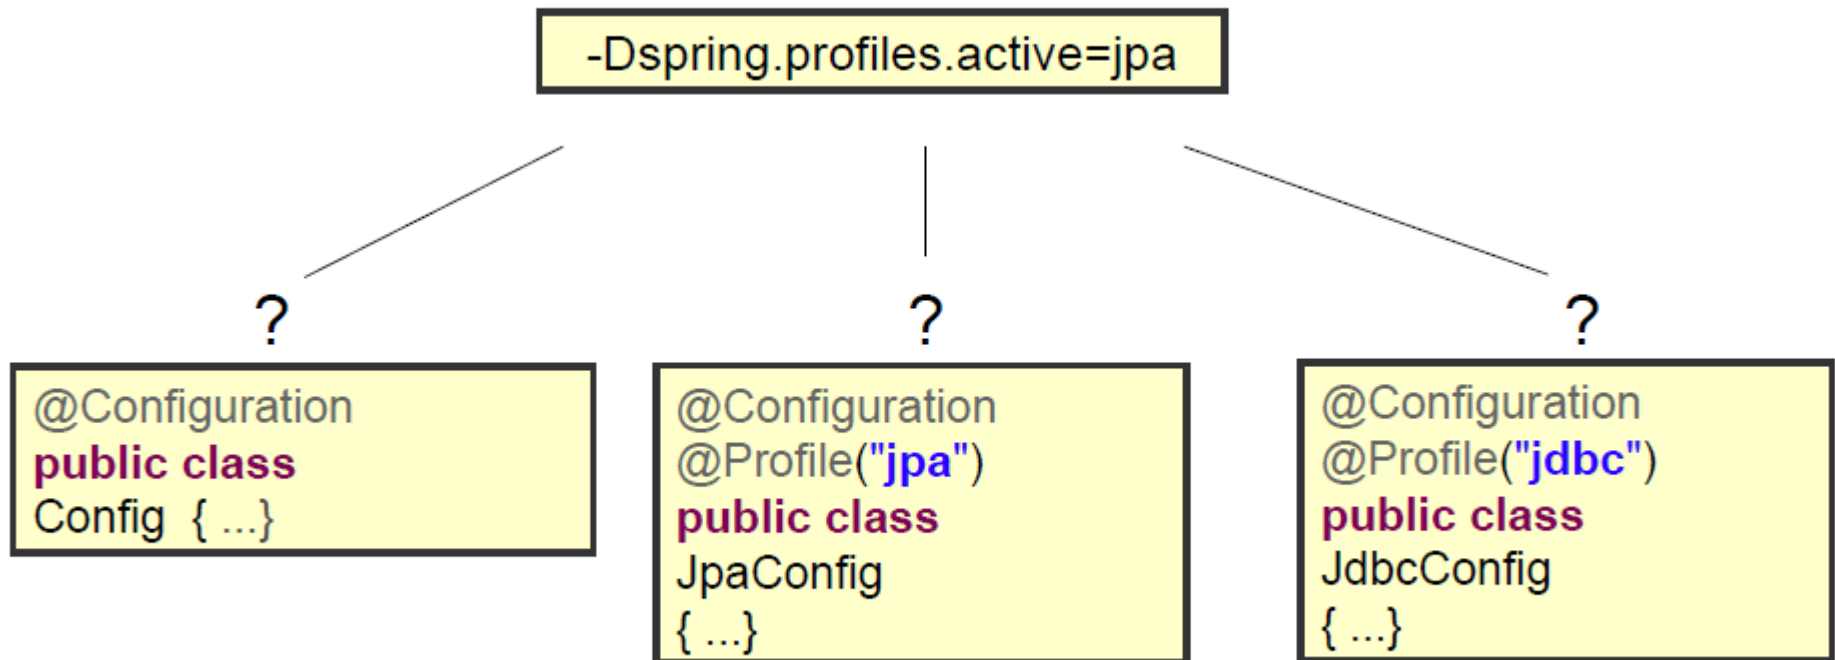 -Dspring.profiles.active=jpa
?
?
?
@Configuration
public class
Config { ...}
@Configuration
@Profile("jpa")
public class
JpaConfig
{ ...}
@Configuration
@Profile("jdbc")
public class
JdbcConfig
{ ...}